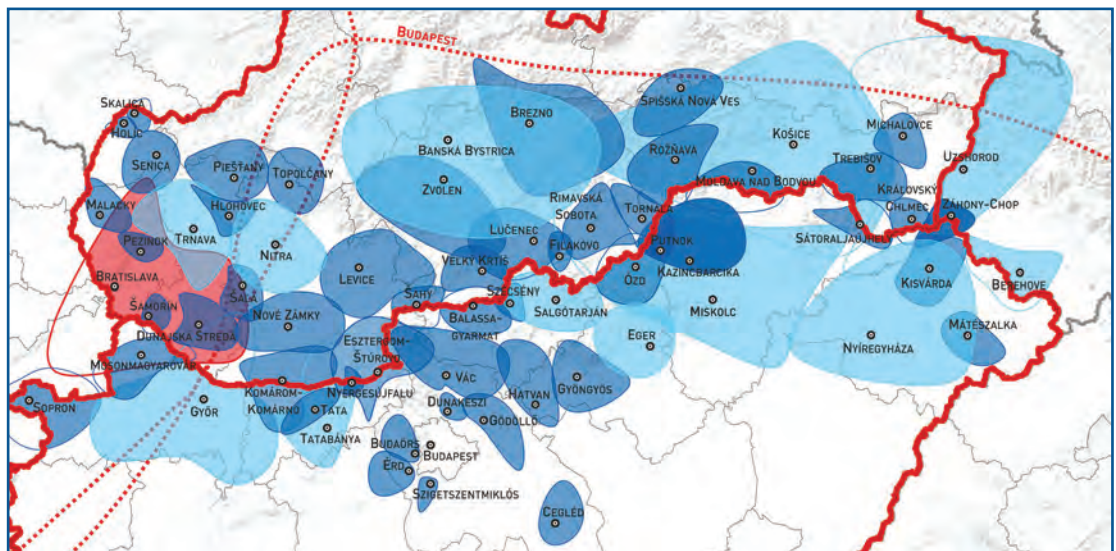 BUDAPEST
SKALICA
HOLÍČ
SENICA
PIEŠŤANY
TOPOĽČANY
BREZNO
BANSKÁ BYSTRICA
ZVOLEN
SPIŠSKÁ NOVÁ VES
ROŽŇAVA
KOŠICE
MICHALOVCE
MOLDAVA NAD BODVOU
TREBIŠOV
UZSHOROD
KRÁĽOVSKÝ
CHLMEC
ZÁHONY-CHOP
MALACKY
HLOHOVEC
TRNAVA
PEZINOK
NITRA
RIMAVSKÁ
SOBOTA
TORNAĽA
LUČENEC
FIĽAKOVO
SÁTORALJAÚJHELY
PUTNOK
KAZINCBARCIKA
BRATISLAVA
ŠAĽA
LEVICE
VEĽKÝ KRTÍŠ
ÓZD
KISVÁRDA
BEREHOVE
ŠAMORÍN
DUNAJSKÁ STREDA
NOVÉ ZÁMKY
ŠAHY
SZÉCSÉNY
BALASSA-
GYARMAT
SALGÓTARJÁN
MISKOLC
EGER
NYÍREGYHÁZA
MÁTÉSZALKA
MOSONMAGYARÓVÁR
ESZTERGOM-
ŠTÚROVO
SOPRON
GYŐR
KOMÁROM-
KOMÁRNO
NYERGESÚJFALU
VÁC
HATVAN
GYÖNGYÖS
TATA
DUNAKESZI
GÖDÖLLŐ
TATABÁNYA
BUDAÖRS
BUDAPEST
ÉRD
SZIGETSZENTMIKLÓS
CEGLÉD